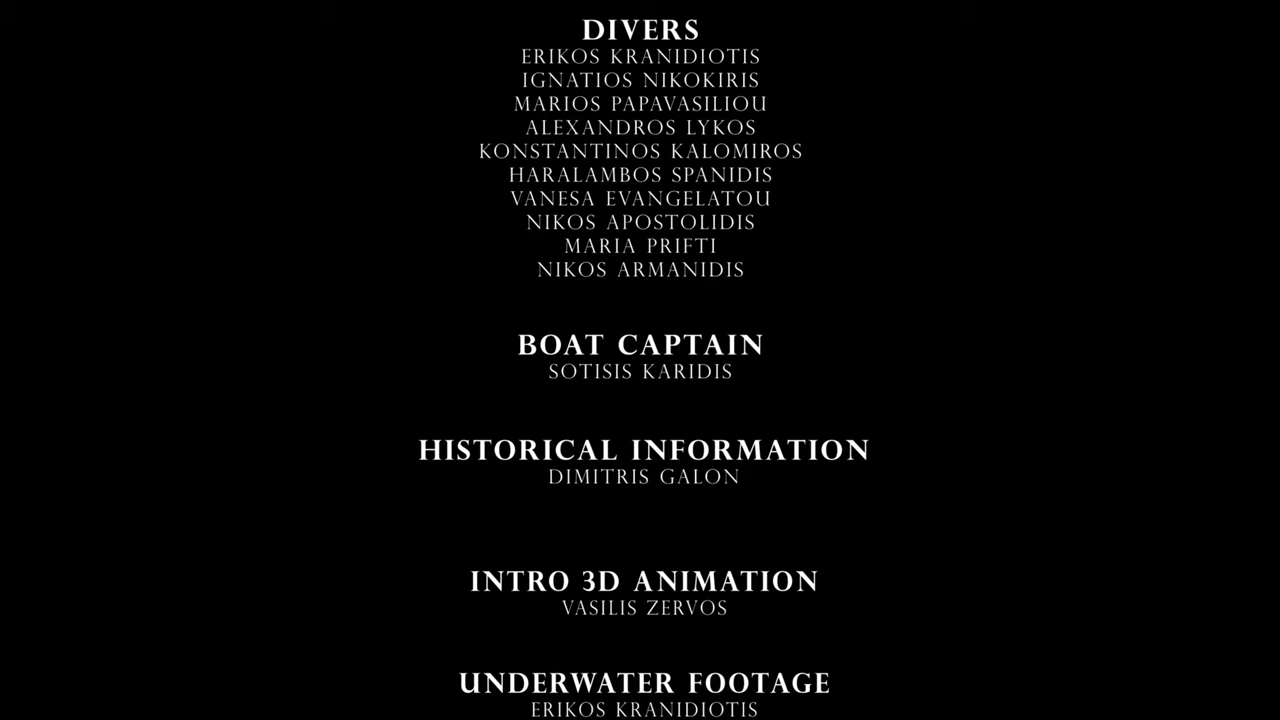 DIVERS
ERIKOS KRANIDIOTIS
IGNATIOS NIKOKIRIS
MARIOS PAPAVASILIOU
ALEXANDROS LYKOS
KONSTANTINOS KALOMIROS
HARALAMBOS SPANIDIS
VANESA EVANGELATOU
NIKOS APOSTOLIDIS
MARIA PRIFTI
NIKOS ARMANIDIS
BOAT CAPTAIN
SOTISIS KARIDIS
HISTORICAL INFORMATION
DIMITRIS GALON
INTRO 3D ANIMATION
VASILIS ZERVOS
UNDERWATER FOOTAGE
ERIKOS KRANIDIOTIS